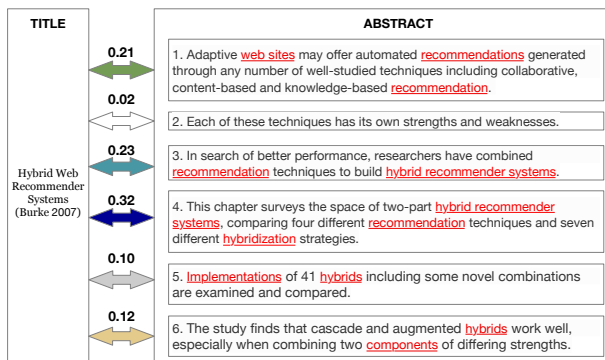 TITLE
ABSTRACT
Hybrid Web
Recommender
Systems
(Burke 2007)
0.21
1. Adaptive web sites may offer automated recommendations generated
through any number of well-studied techniques including collaborative,
content-based and knowledge-based recommendation.
0.02
2. Each of these techniques has its own strengths and weaknesses.
0.23
3. In search of better performance, researchers have combined
recommendation techniques to build hybrid recommender systems.
0.32
4. This chapter surveys the space of two-part hybrid recommender
systems, comparing four different recommendation techniques and seven
different hybridization strategies.
0.10
5. Implementations of 41 hybrids including some novel combinations
are examined and compared.
0.12
6. The study finds that cascade and augmented hybrids work well,
especially when combining two components of differing strengths.